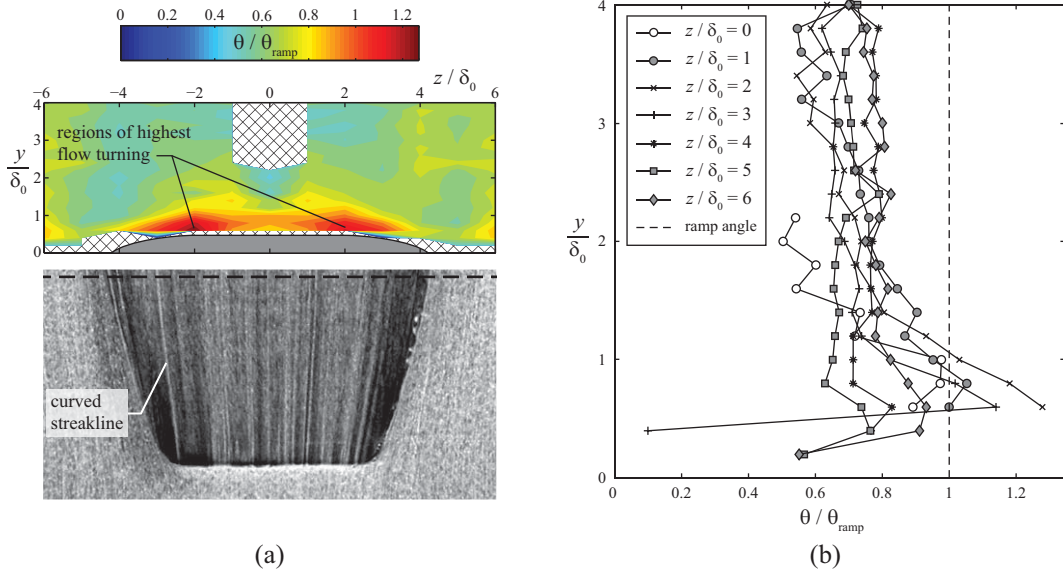 0 0.2 0.4 0.6 0.8 1 1.2
θ / θramp
z / δ0
−6 −4 −2 0 2 4 6
4
3
2
1
0
y
δ0
regions of highest
flow turning
curved
streakline
(a)
4
3
2
1
0
y
δ0
z / δ0 = 0
z / δ0 = 1
z / δ0 = 2
z / δ0 = 3
z / δ0 = 4
z / δ0 = 5
z / δ0 = 6
ramp angle
0 0.2 0.4 0.6 0.8 1 1.2
θ / θramp
(b)